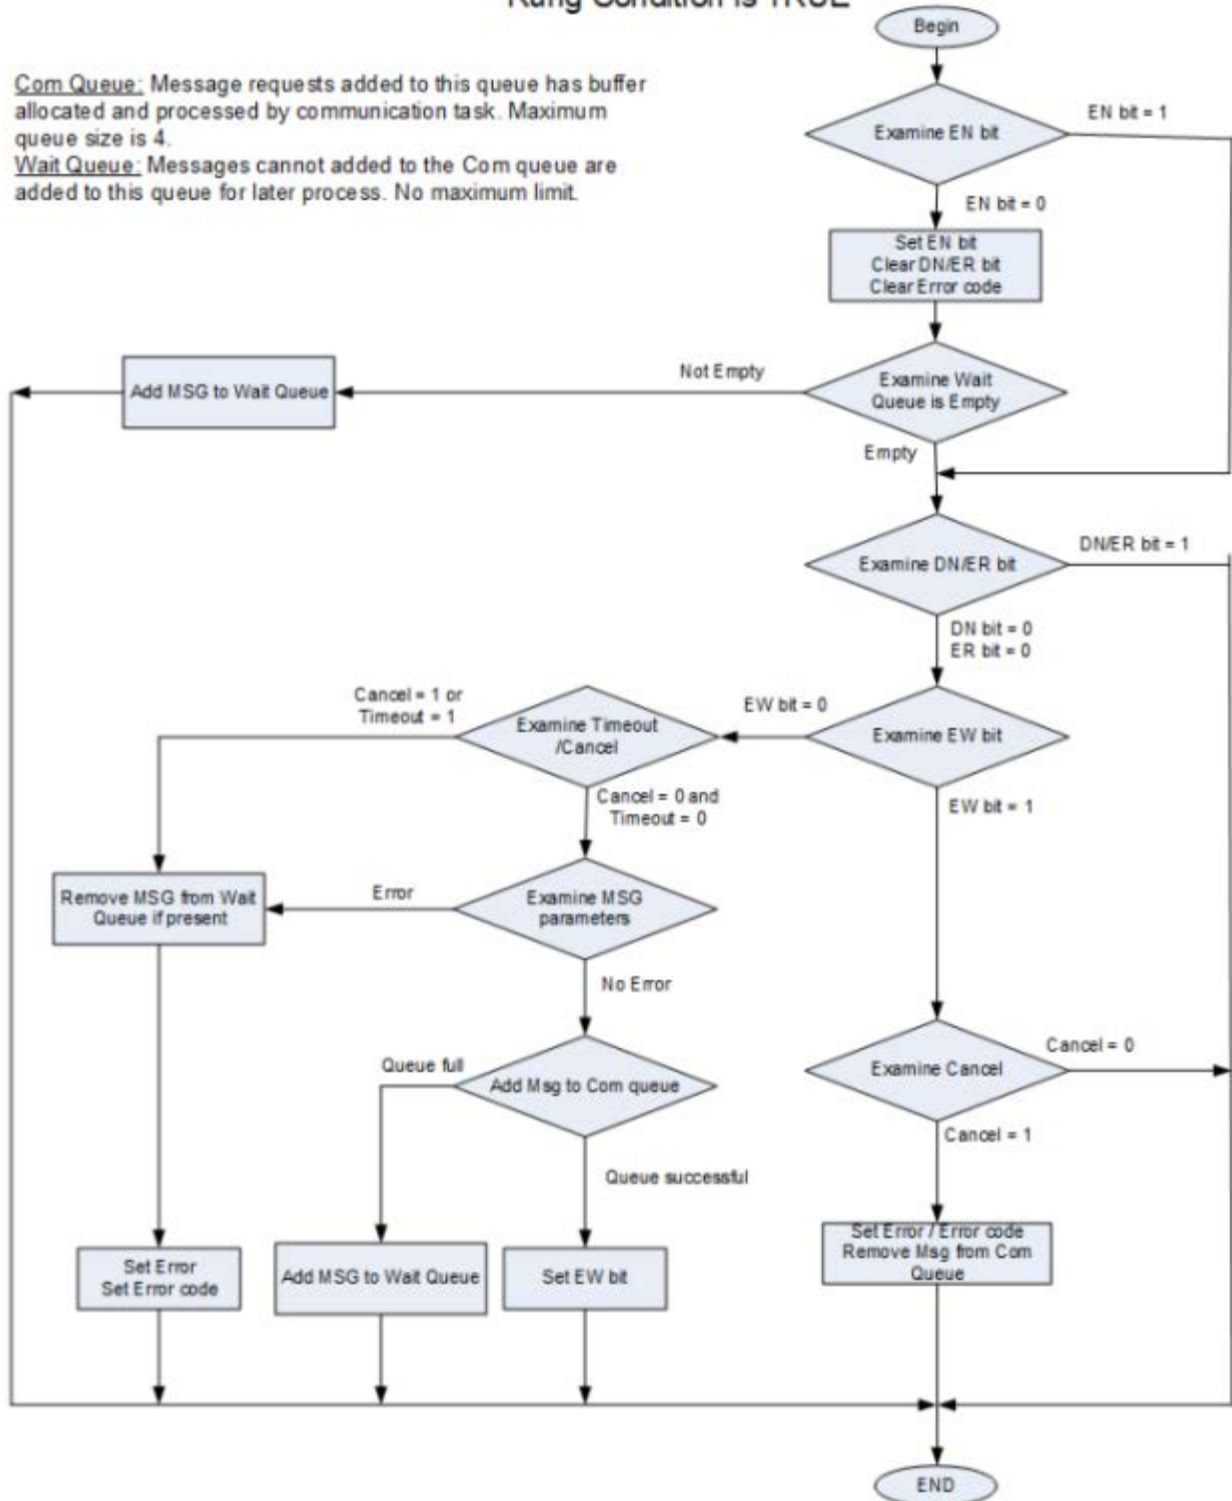 Rung Condition is TRUE
Begin
Com Queue: Message requests added to this queue has buffer
allocated and processed by communication task. Maximum
queue size is 4.
Wait Queue: Messages cannot added to the Com queue are
added to this queue for later process. No maximum limit.
Examine EN bit
EN bit = 1
EN bit = 0
Set EN bit
Clear DN/ER bit
Clear Error code
Add MSG to Wait Queue
Not Empty
Examine Wait
Queue is Empty
Empty
Examine DN/ER bit
DN/ER bit = 1
DN bit = 0
ER bit = 0
Cancel = 1 or
Timeout = 1
Examine Timeout
/Cancel
EW bit = 0
Examine EW bit
Cancel = 0 and
Timeout = 0
EW bit = 1
Remove MSG from Wait
Queue if present
Error
Examine MSG
parameters
No Error
Queue full
Add Msg to Com queue
Examine Cancel
Cancel = 0
Cancel = 1
Queue successful
Set Error
Set Error code
Add MSG to Wait Queue
Set EW bit
Set Error / Error code
Remove Msg from Com
Queue
END